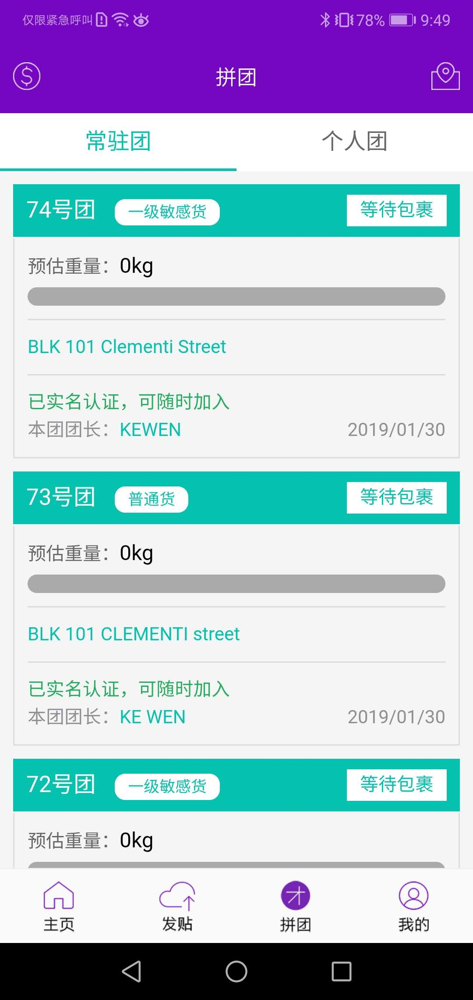 仅限紧急呼叫 78% 9:49
拼团
常驻团 个人团
74号团 一级敏感货 等待包裹
预估重量：0kg
BLK 101 Clementi Street
已实名认证，可随时加入
本团团长：KEWEN 2019/01/30
73号团 普通货 等待包裹
预估重量：0kg
BLK 101 CLEMENTI street
已实名认证，可随时加入
本团团长：KE WEN 2019/01/30
72号团 一级敏感货 等待包裹
预估重量：0kg
主页 发贴 拼团 我的